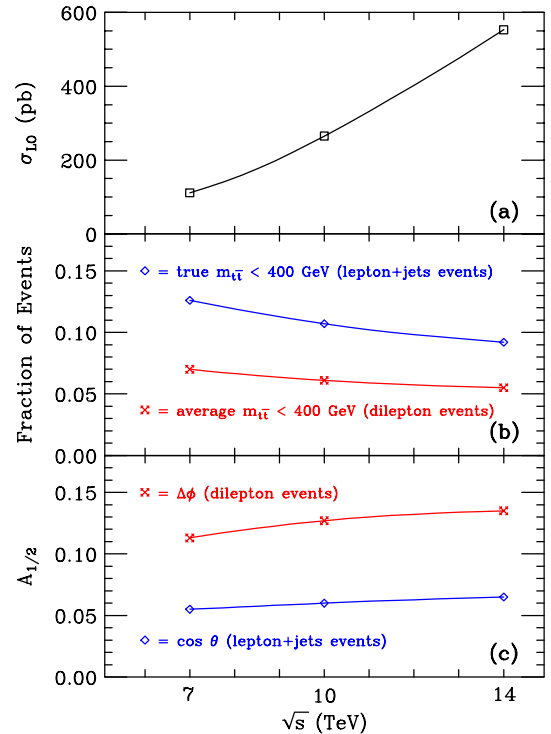 600
400
200
0
σ_LO (pb)
(a)
0.15
0.10
0.05
0.00
Fraction of Events
◇ = true m_tt̅ < 400 GeV (lepton+jets events)
✕ = average m_tt̅ < 400 GeV (dilepton events)
(b)
0.15
0.10
0.05
0.00
A_1/2
✕ = Δϕ (dilepton events)
◇ = cos θ (lepton+jets events)
(c)
7 10 14
√s (TeV)